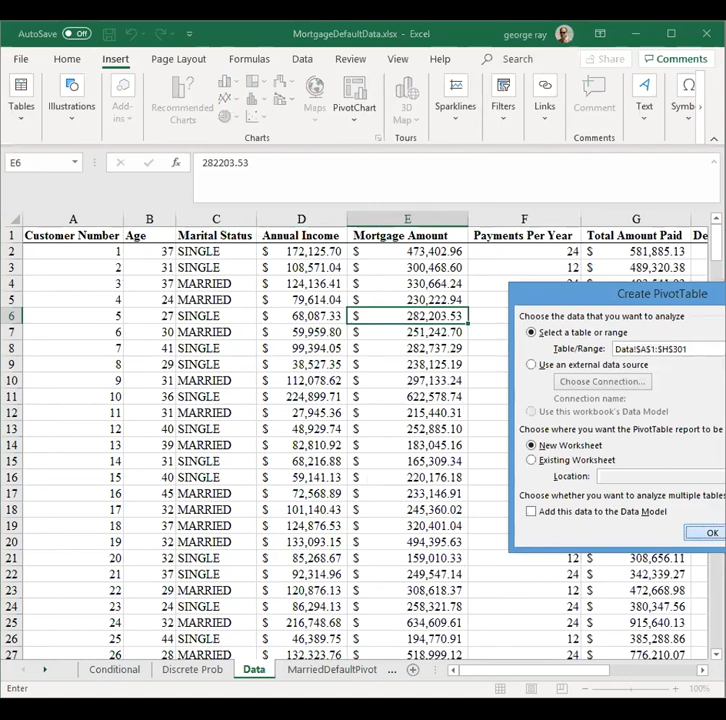 AutoSave Off MortgageDefaultData.xlsx - Excel george ray
File Home Insert Page Layout Formulas Data Review View Help Search Share Comments
Tables Illustrations Add-ins Recommended Charts Maps PivotChart 3D Map Sparklines Filters Links Comment Text Symb
Charts Tours Comments
E6 fx 282203.53
A B C D E F G
1 Customer Number Age Marital Status Annual Income Mortgage Amount Payments Per Year Total Amount Paid De
2 1 37 SINGLE $ 172,125.70 $ 473,402.96 24 $ 581,885.13
3 2 31 SINGLE $ 108,571.04 $ 300,468.60 12 $ 489,320.38
4 3 37 MARRIED $ 124,136.41 $ 330,664.24
5 4 24 MARRIED $ 79,614.04 $ 230,222.94
6 5 27 SINGLE $ 68,087.33 $ 282,203.53
7 6 30 MARRIED $ 59,959.80 $ 251,242.70
8 7 41 SINGLE $ 99,394.05 $ 282,737.29
9 8 29 SINGLE $ 38,527.35 $ 238,125.19
10 9 31 MARRIED $ 112,078.62 $ 297,133.24
11 10 36 SINGLE $ 224,899.71 $ 622,578.74
12 11 31 MARRIED $ 27,945.36 $ 215,440.31
13 12 40 SINGLE $ 48,929.74 $ 252,885.10
14 13 39 MARRIED $ 82,810.92 $ 183,045.16
15 14 31 SINGLE $ 68,216.88 $ 165,309.34
16 15 40 SINGLE $ 59,141.13 $ 220,176.18
17 16 45 MARRIED $ 72,568.89 $ 233,146.91
18 17 32 MARRIED $ 101,140.43 $ 245,360.02
19 18 37 MARRIED $ 124,876.53 $ 320,401.04
20 19 32 MARRIED $ 133,093.15 $ 494,395.63
21 20 32 SINGLE $ 85,268.67 $ 159,010.33 12 $ 308,656.11
22 21 37 SINGLE $ 92,314.96 $ 249,547.14 24 $ 342,339.27
23 22 29 MARRIED $ 120,876.13 $ 308,618.37 12 $ 472,668.98
24 23 24 SINGLE $ 86,294.13 $ 258,321.78 24 $ 380,347.56
25 24 32 MARRIED $ 216,748.68 $ 634,609.61 24 $ 915,640.13
26 25 44 SINGLE $ 46,389.75 $ 194,770.91 12 $ 385,288.86
27 26 28 MARRIED $ 132,323.76 $ 518,999.12 24 $ 776,210.07
Create PivotTable
Choose the data that you want to analyze
Select a table or range
Table/Range: Data!$A$1:$H$301
Use an external data source
Choose Connection...
Connection name:
Use this workbook's Data Model
Choose where you want the PivotTable report to be
New Worksheet
Existing Worksheet
Location:
Choose whether you want to analyze multiple tables
Add this data to the Data Model
OK
Conditional Discrete Prob Data MarriedDefaultPivot ...
Enter 100%